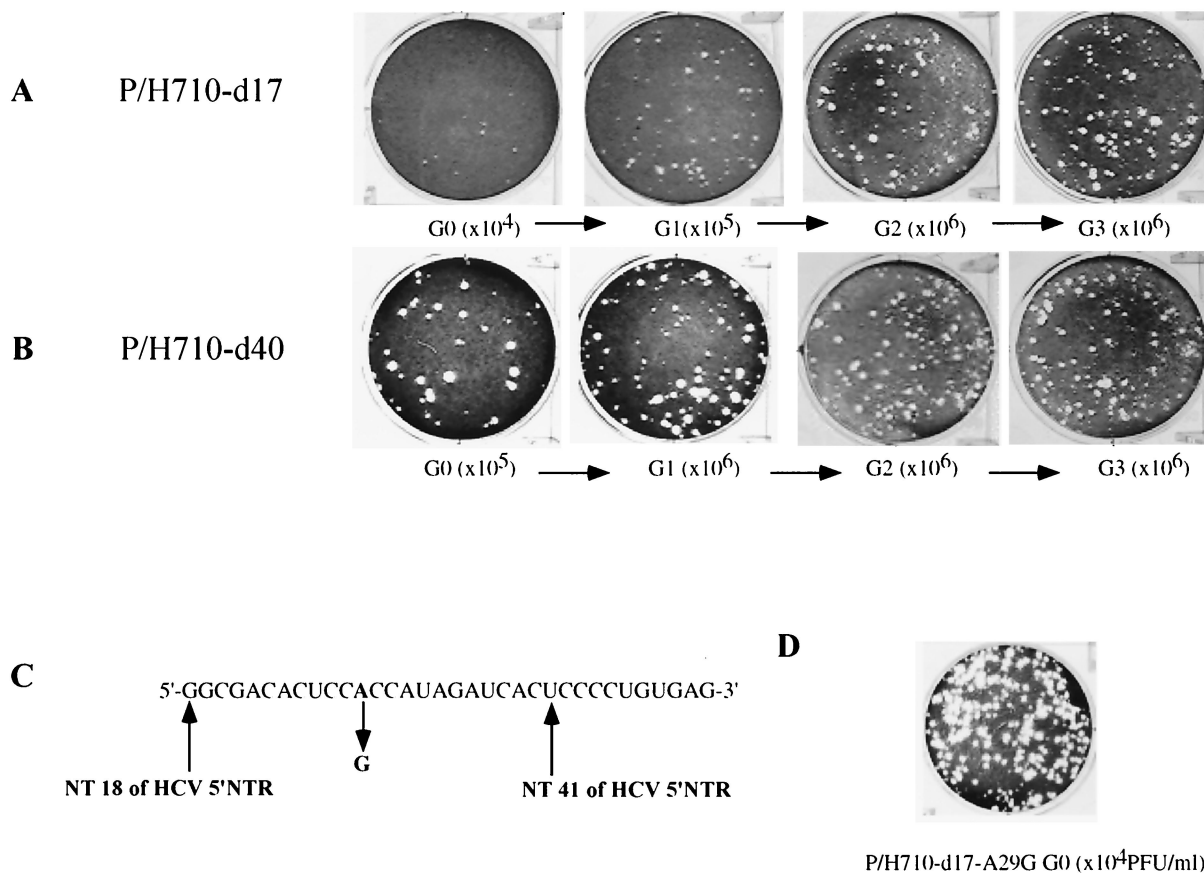 A P/H710-d17
G0 (x10⁴) G1(x10⁵) G2 (x10⁶) G3 (x10⁶)
B P/H710-d40
G0 (x10⁵) G1 (x10⁶) G2 (x10⁶) G3 (x10⁶)
C
5'-GGCGACACUCCACCAUAGAUCACUCCCCUGUGAG-3'
G
NT 18 of HCV 5'NTR NT 41 of HCV 5'NTR
D
P/H710-d17-A29G G0 (x10⁴PFU/ml)